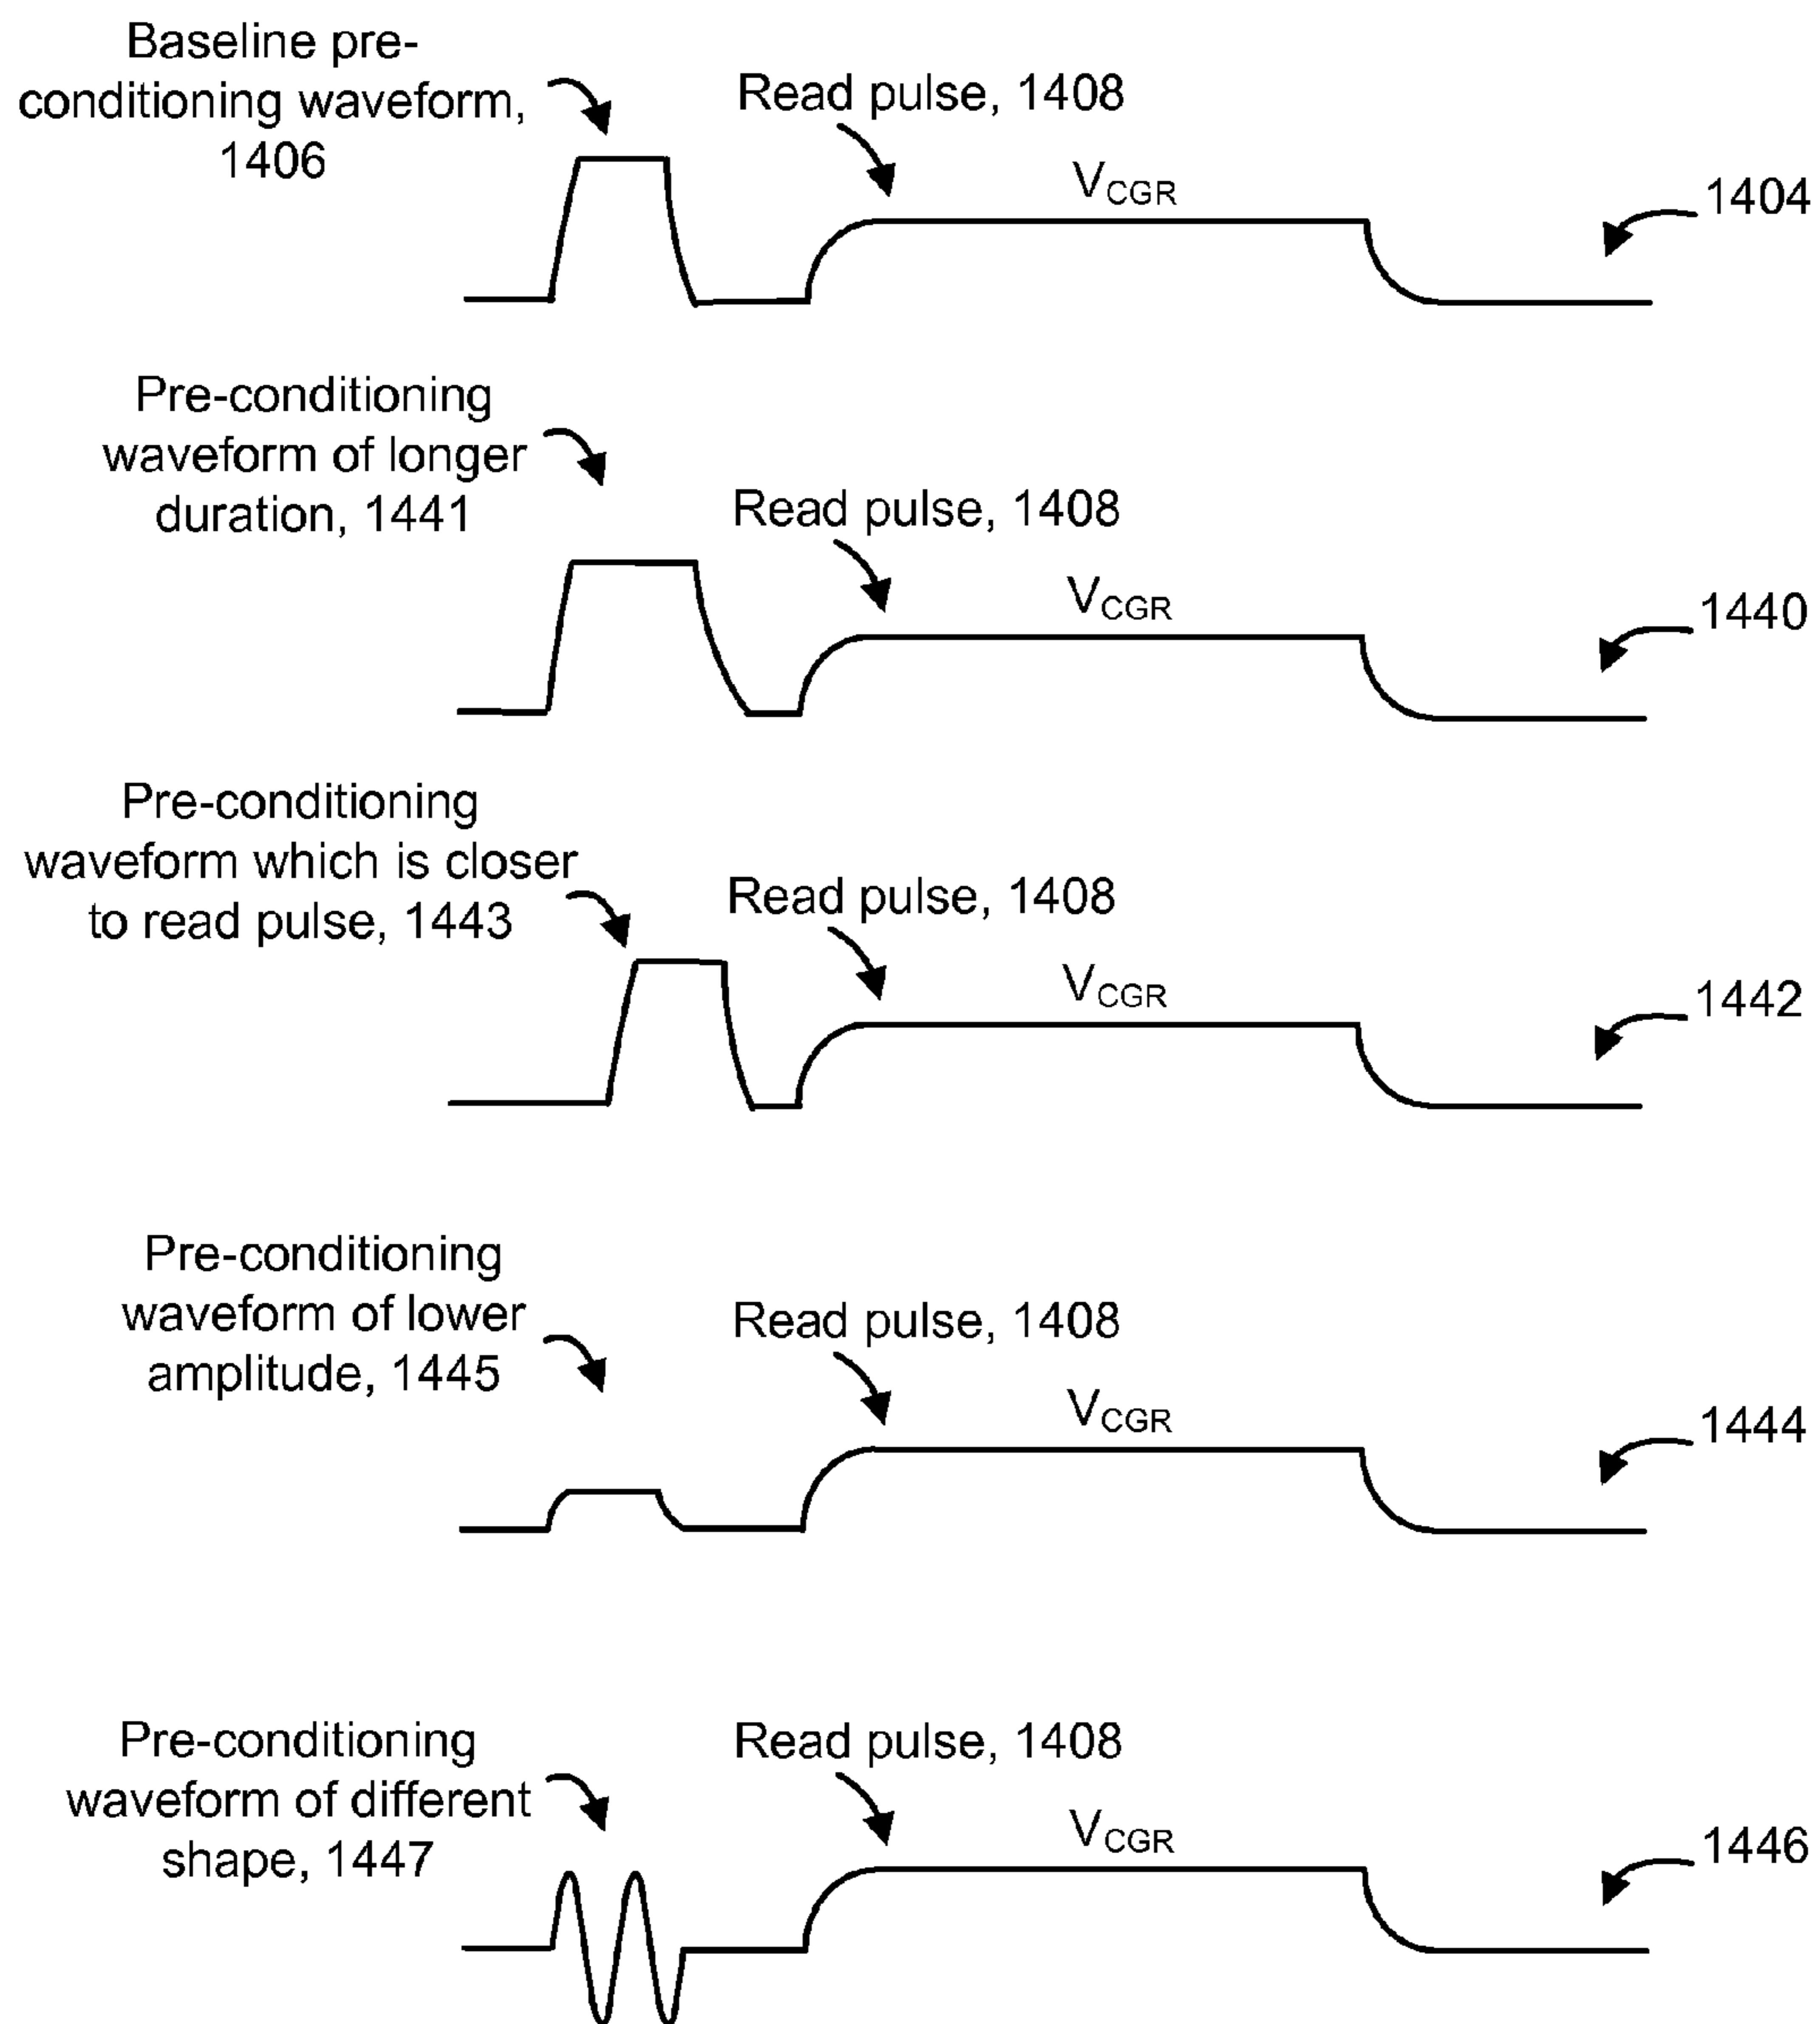 Baseline pre-
conditioning waveform,
1406
Read pulse, 1408
VCGR
1404
Pre-conditioning
waveform of longer
duration, 1441
Read pulse, 1408
VCGR
1440
Pre-conditioning
waveform which is closer
to read pulse, 1443
Read pulse, 1408
VCGR
1442
Pre-conditioning
waveform of lower
amplitude, 1445
Read pulse, 1408
VCGR
1444
Pre-conditioning
waveform of different
shape, 1447
Read pulse, 1408
VCGR
1446